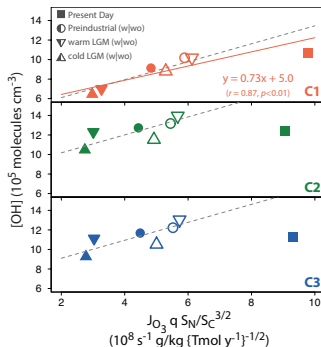 Present Day
Preindustrial (w|wo)
warm LGM (w|wo)
cold LGM (w|wo)
14
12
10
8
6
y = 0.73x + 5.0
(r = 0.87, p<0.01)
C1
14
12
10
8
C2
14
12
10
8
C3
[OH] (10⁵ molecules cm⁻³)
2 4 6 8 10
J_O₃ q S_N/S_C^3/2
(10⁸ s⁻¹ g/kg {Tmol y⁻¹}⁻¹/²)